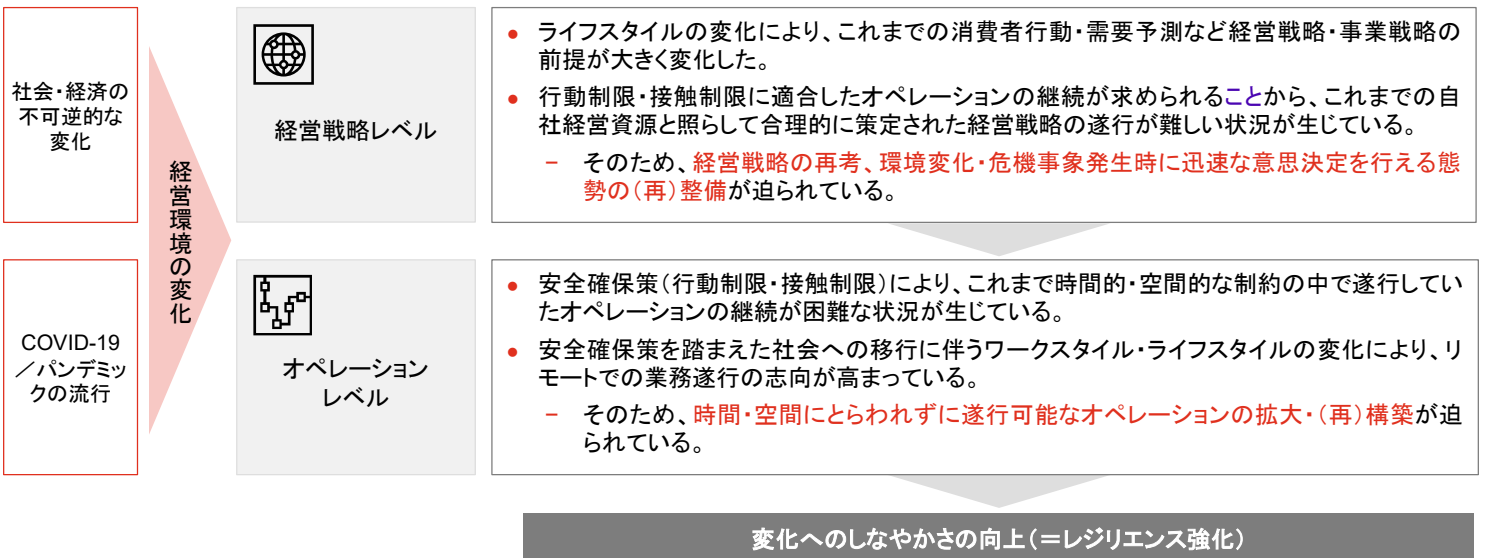 社会・経済の
不可逆的な
変化
COVID-19
／パンデミッ
クの流行
経営環境の変化
経営戦略レベル
● ライフスタイルの変化により、これまでの消費者行動・需要予測など経営戦略・事業戦略の
前提が大きく変化した。
● 行動制限・接触制限に適合したオペレーションの継続が求められることから、これまでの自
社経営資源と照らして合理的に策定された経営戦略の遂行が難しい状況が生じている。
－ そのため、経営戦略の再考、環境変化・危機事象発生時に迅速な意思決定を行える態
勢の（再）整備が迫られている。
オペレーション
レベル
● 安全確保策（行動制限・接触制限）により、これまで時間的・空間的な制約の中で遂行してい
たオペレーションの継続が困難な状況が生じている。
● 安全確保策を踏まえた社会への移行に伴うワークスタイル・ライフスタイルの変化により、リ
モートでの業務遂行の志向が高まっている。
－ そのため、時間・空間にとらわれずに遂行可能なオペレーションの拡大・（再）構築が迫
られている。
変化へのしなやかさの向上（＝レジリエンス強化）